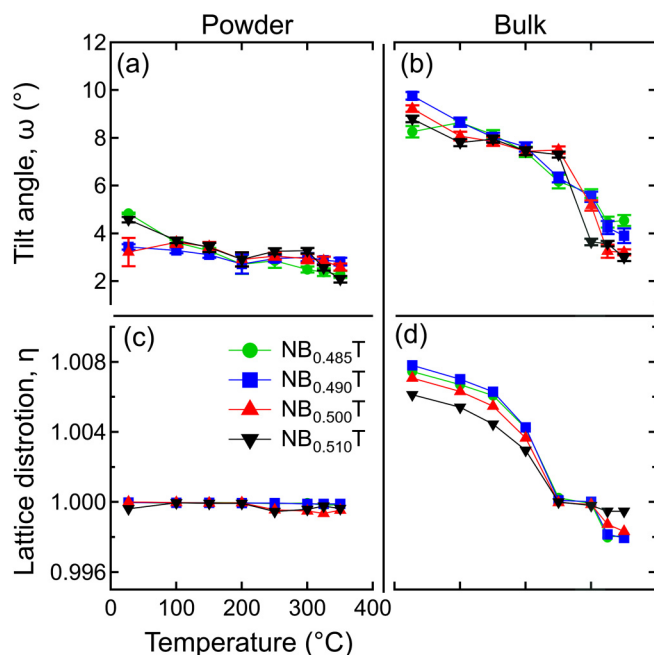 Powder
Bulk
Tilt angle, ω (°)
12
10
8
6
4
2
(a)
(b)
Lattice distrotion, η
1.008
1.004
1.000
0.996
(c)
NB0.485T
NB0.490T
NB0.500T
NB0.510T
(d)
0
100
200
300
400
Temperature (°C)